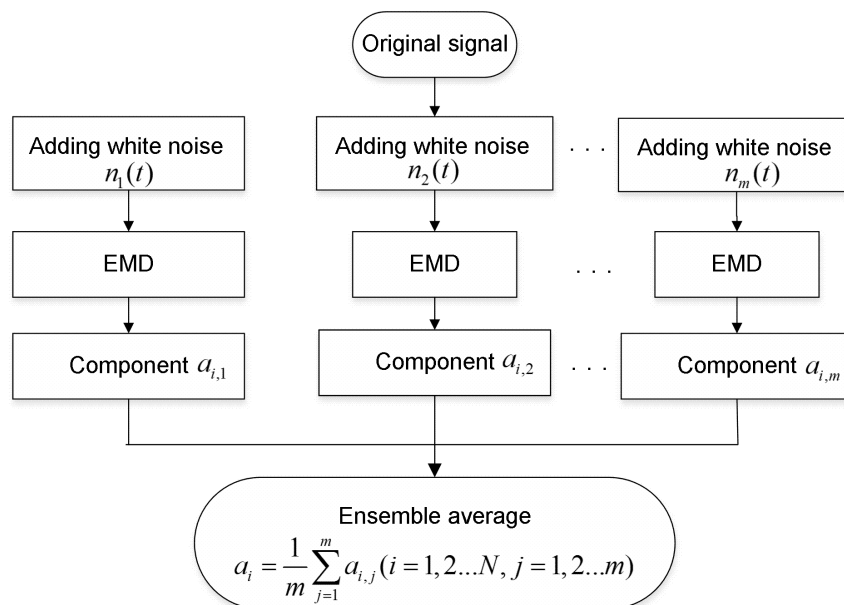 Original signal
Adding white noise
n₁(t)
Adding white noise
n₂(t)
. . .
Adding white noise
nₘ(t)
EMD
EMD
. . .
EMD
Component aᵢ,₁
Component aᵢ,₂
. . .
Component aᵢ,ₘ
Ensemble average
aᵢ = 1/m ∑ⱼ₌₁ᵐ aᵢ,ⱼ (i = 1, 2...N, j = 1, 2...m)